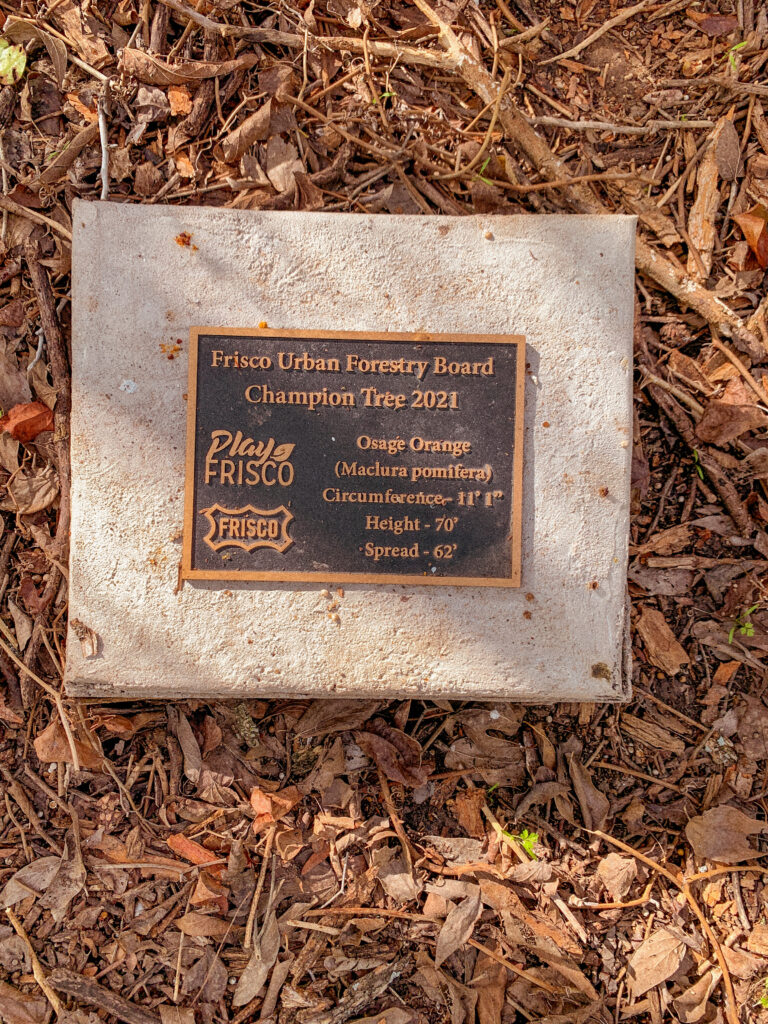 Frisco Urban Forestry Board
Champion Tree 2021
Play
FRISCO
FRISCO
Osage Orange
(Maclura pomifera)
Circumference - 11' 1"
Height - 70'
Spread - 62'